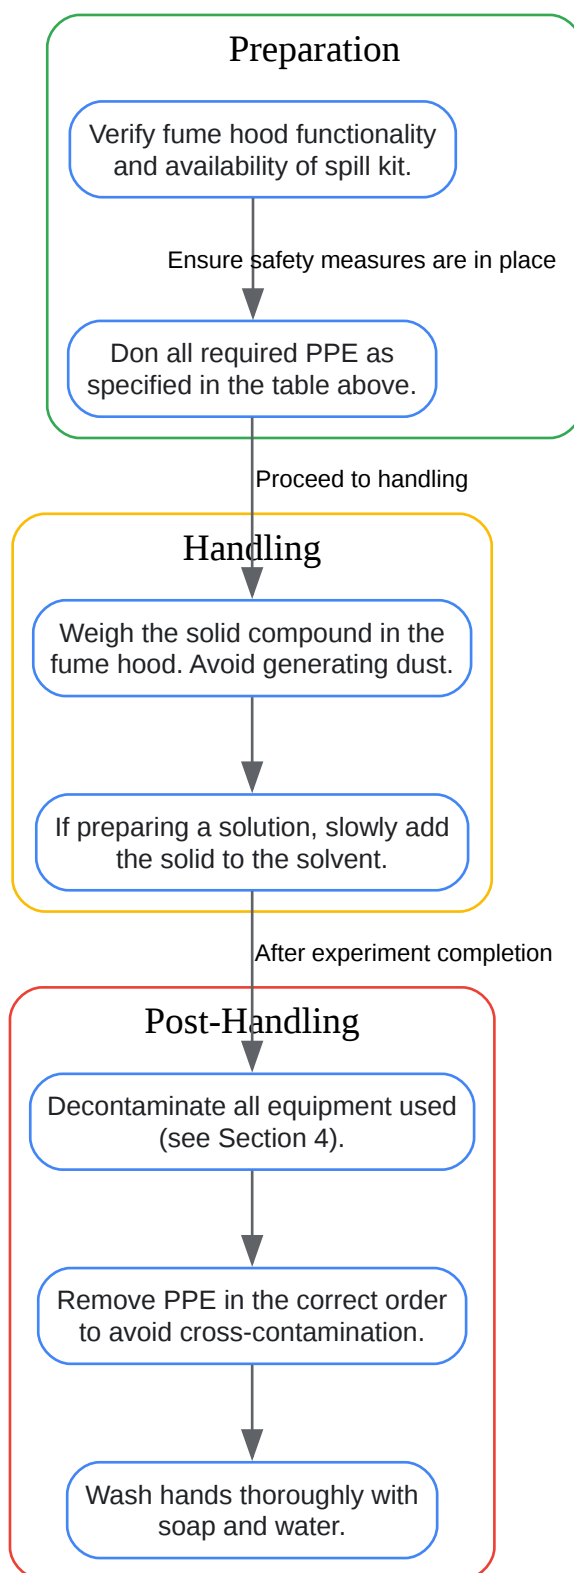 Preparation
Verify fume hood functionality
and availability of spill kit.
Ensure safety measures are in place
Don all required PPE as
specified in the table above.
Proceed to handling
Handling
Weigh the solid compound in the
fume hood. Avoid generating dust.
If preparing a solution, slowly add
the solid to the solvent.
After experiment completion
Post-Handling
Decontaminate all equipment used
(see Section 4).
Remove PPE in the correct order
to avoid cross-contamination.
Wash hands thoroughly with
soap and water.